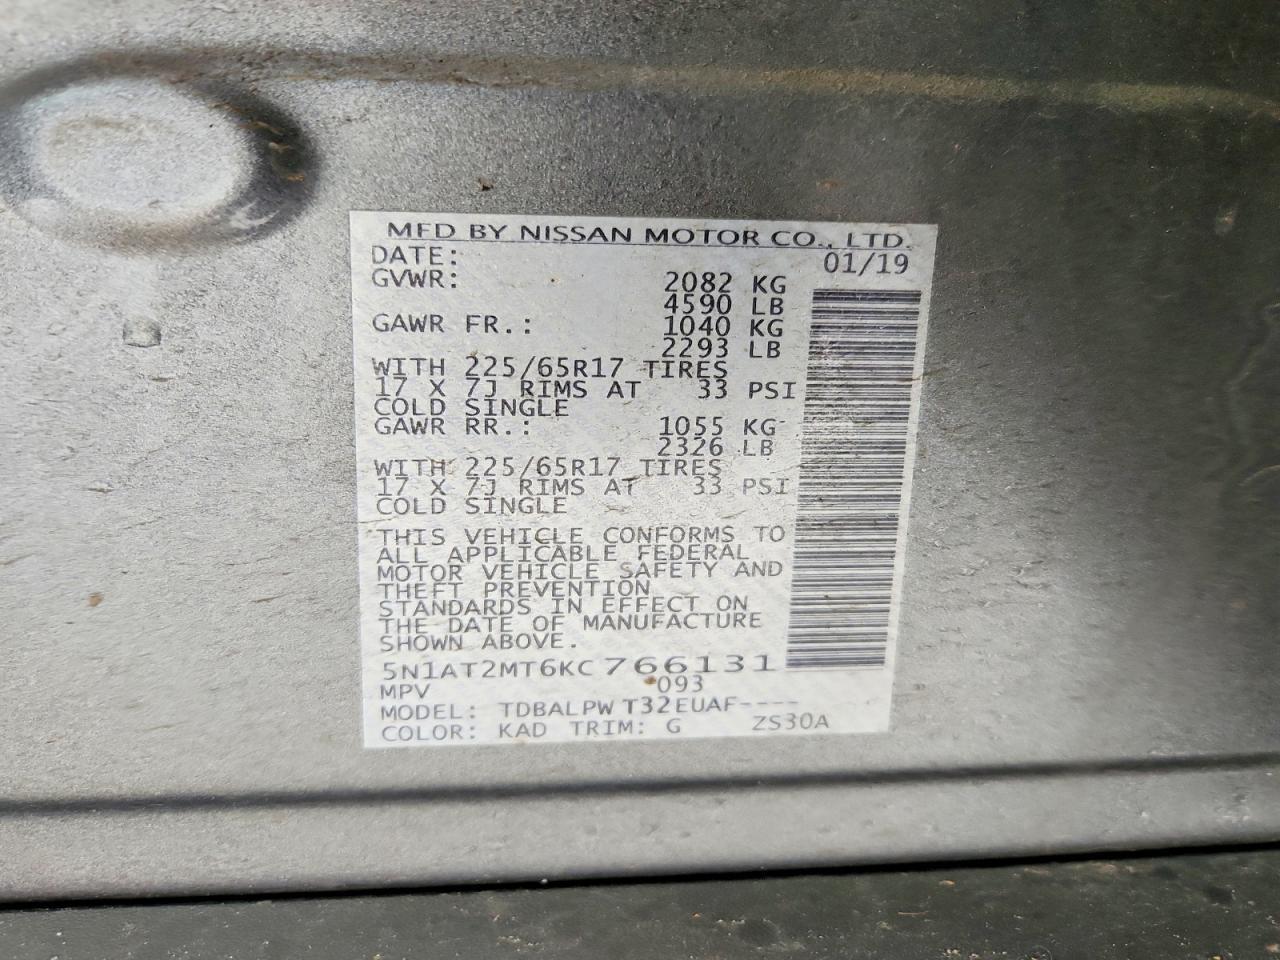 MFD BY NISSAN MOTOR CO., LTD.
DATE: 01/19
GVWR: 2082 KG
4590 LB
GAWR FR.: 1040 KG
2293 LB
WITH 225/65R17 TIRES
17 X 7J RIMS AT 33 PSI
COLD SINGLE
GAWR RR.: 1055 KG
2326 LB
WITH 225/65R17 TIRES
17 X 7J RIMS AT 33 PSI
COLD SINGLE
THIS VEHICLE CONFORMS TO
ALL APPLICABLE FEDERAL
MOTOR VEHICLE SAFETY AND
THEFT PREVENTION
STANDARDS IN EFFECT ON
THE DATE OF MANUFACTURE
SHOWN ABOVE.
5N1AT2MT6KC766131
MPV 093
MODEL: TDBALPW T32EUAF----
COLOR: KAD TRIM: G ZS30A